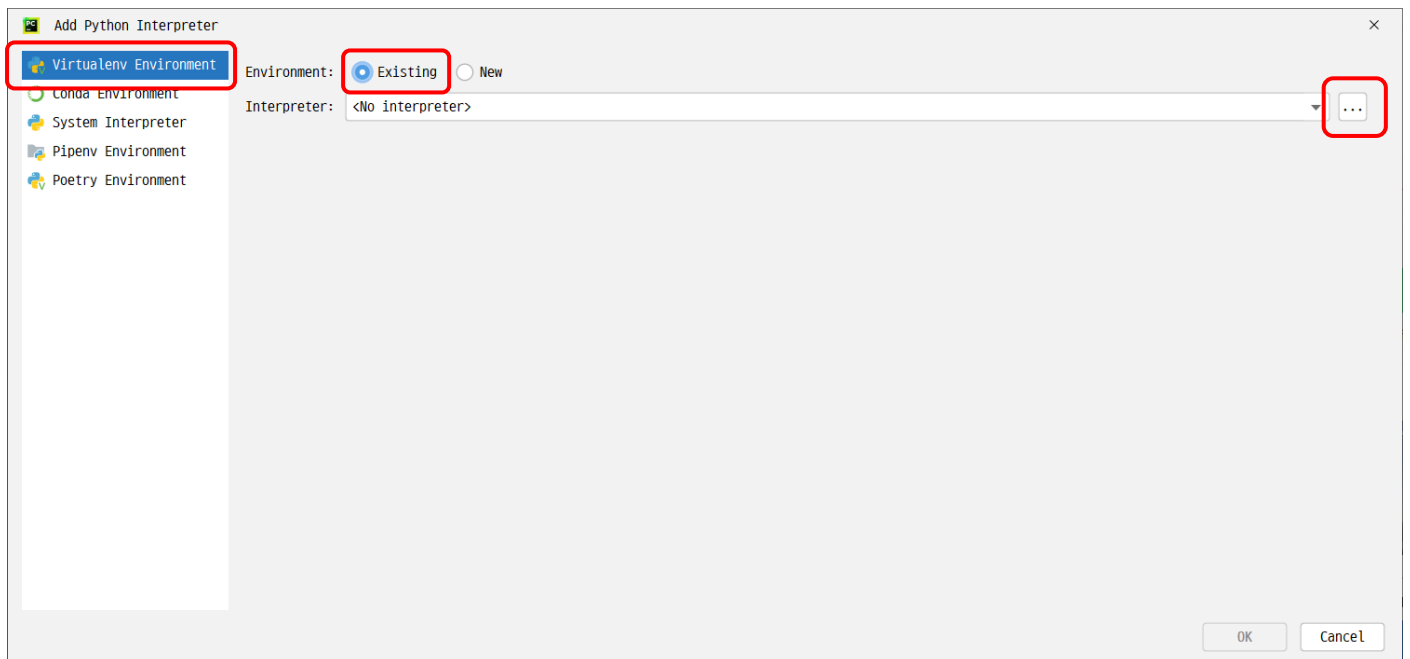 Add Python Interpreter
Virtualenv Environment
Conda Environment
System Interpreter
Pipenv Environment
Poetry Environment
Environment: Existing New
Interpreter: <No interpreter>
...
OK Cancel